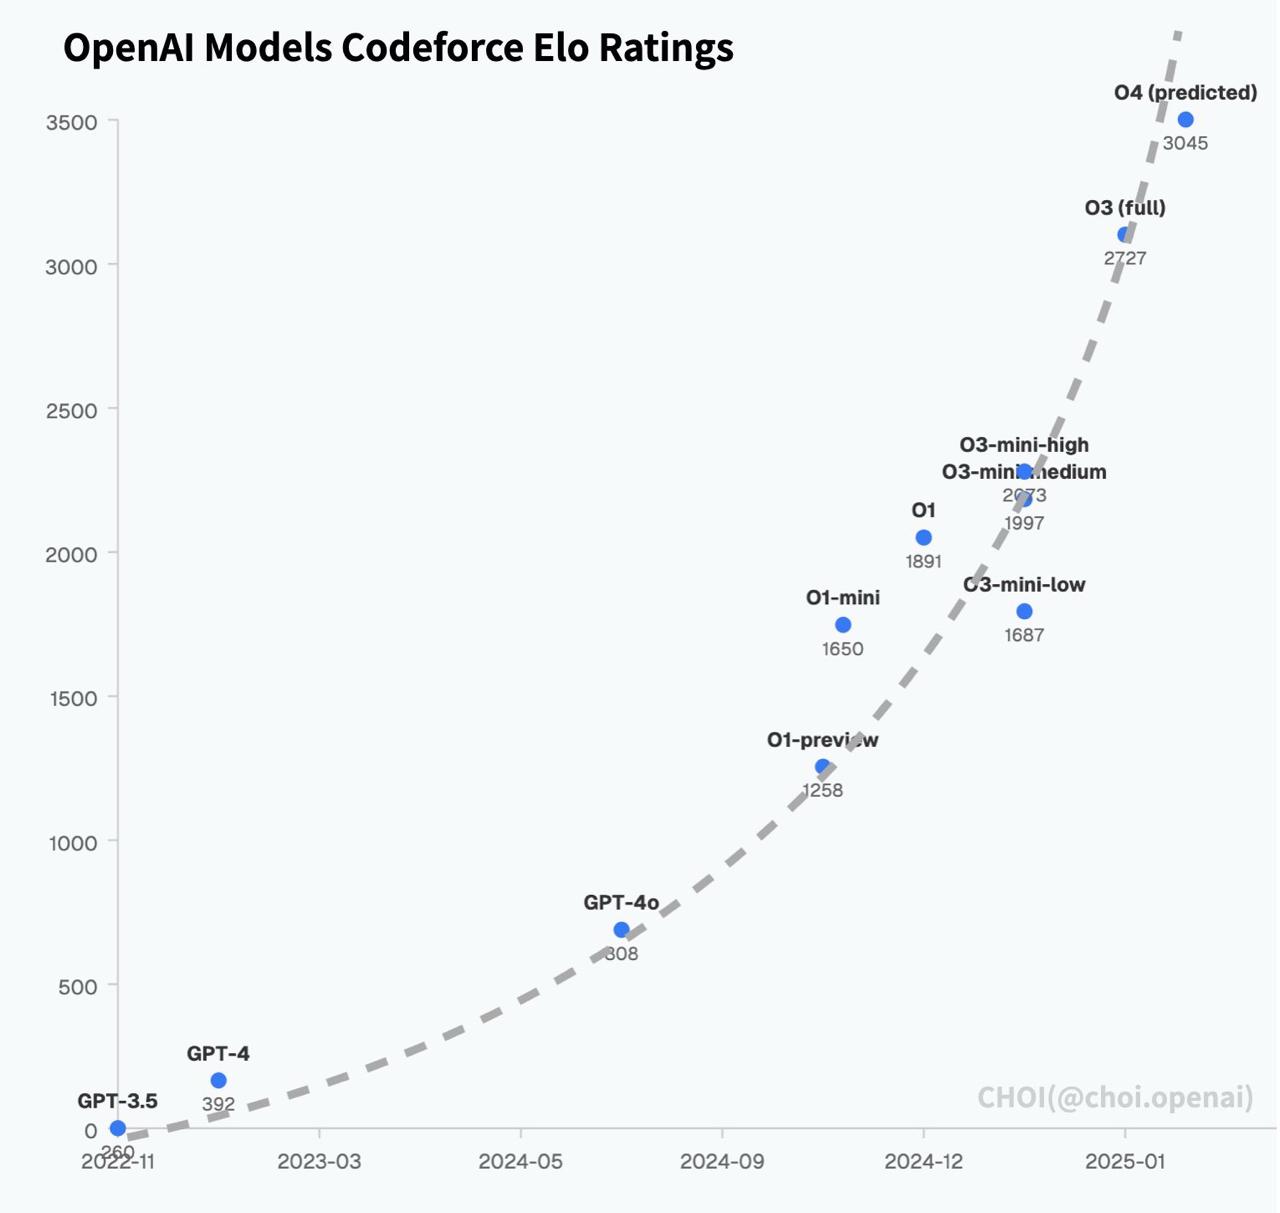 OpenAI Models Codeforce Elo Ratings
O4 (predicted)
3500
3045
O3 (full)
2727
3000
2500
O3-mini-high
O3-mini-medium
2073
1997
O1
2000
1891
O3-mini-low
O1-mini
1687
1650
1500
O1-preview
1258
1000
GPT-4o
808
500
GPT-4
392
GPT-3.5
CHOI(@choi.openai)
0
260
2022-11 2023-03 2024-05 2024-09 2024-12 2025-01